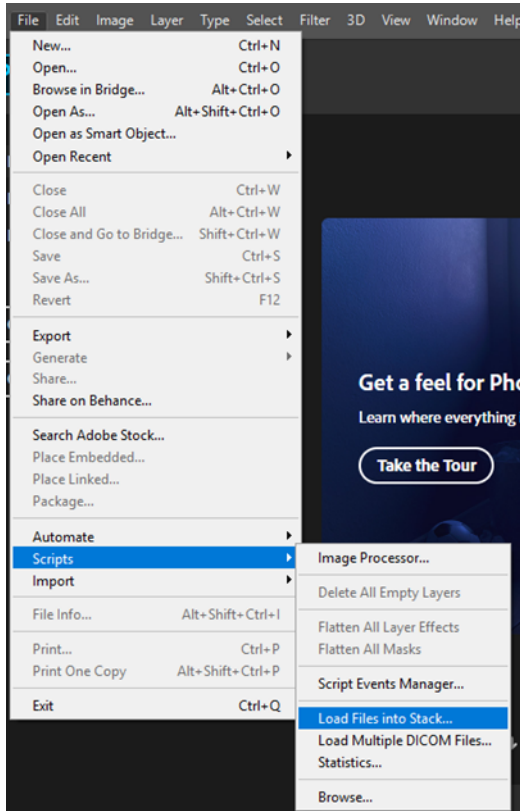 File Edit Image Layer Type Select Filter 3D View Window Help
New... Ctrl+N
Open... Ctrl+O
Browse in Bridge... Alt+Ctrl+O
Open As... Alt+Shift+Ctrl+O
Open as Smart Object...
Open Recent
Close Ctrl+W
Close All Alt+Ctrl+W
Close and Go to Bridge... Shift+Ctrl+W
Save Ctrl+S
Save As... Shift+Ctrl+S
Revert F12
Export
Generate
Share...
Share on Behance...
Search Adobe Stock...
Place Embedded...
Place Linked...
Package...
Automate
Scripts
Import
File Info... Alt+Shift+Ctrl+I
Print... Ctrl+P
Print One Copy Alt+Shift+Ctrl+P
Exit Ctrl+Q
Image Processor...
Delete All Empty Layers
Flatten All Layer Effects
Flatten All Masks
Script Events Manager...
Load Files into Stack...
Load Multiple DICOM Files...
Statistics...
Browse...
Get a feel for Pho
Learn where everything
Take the Tour